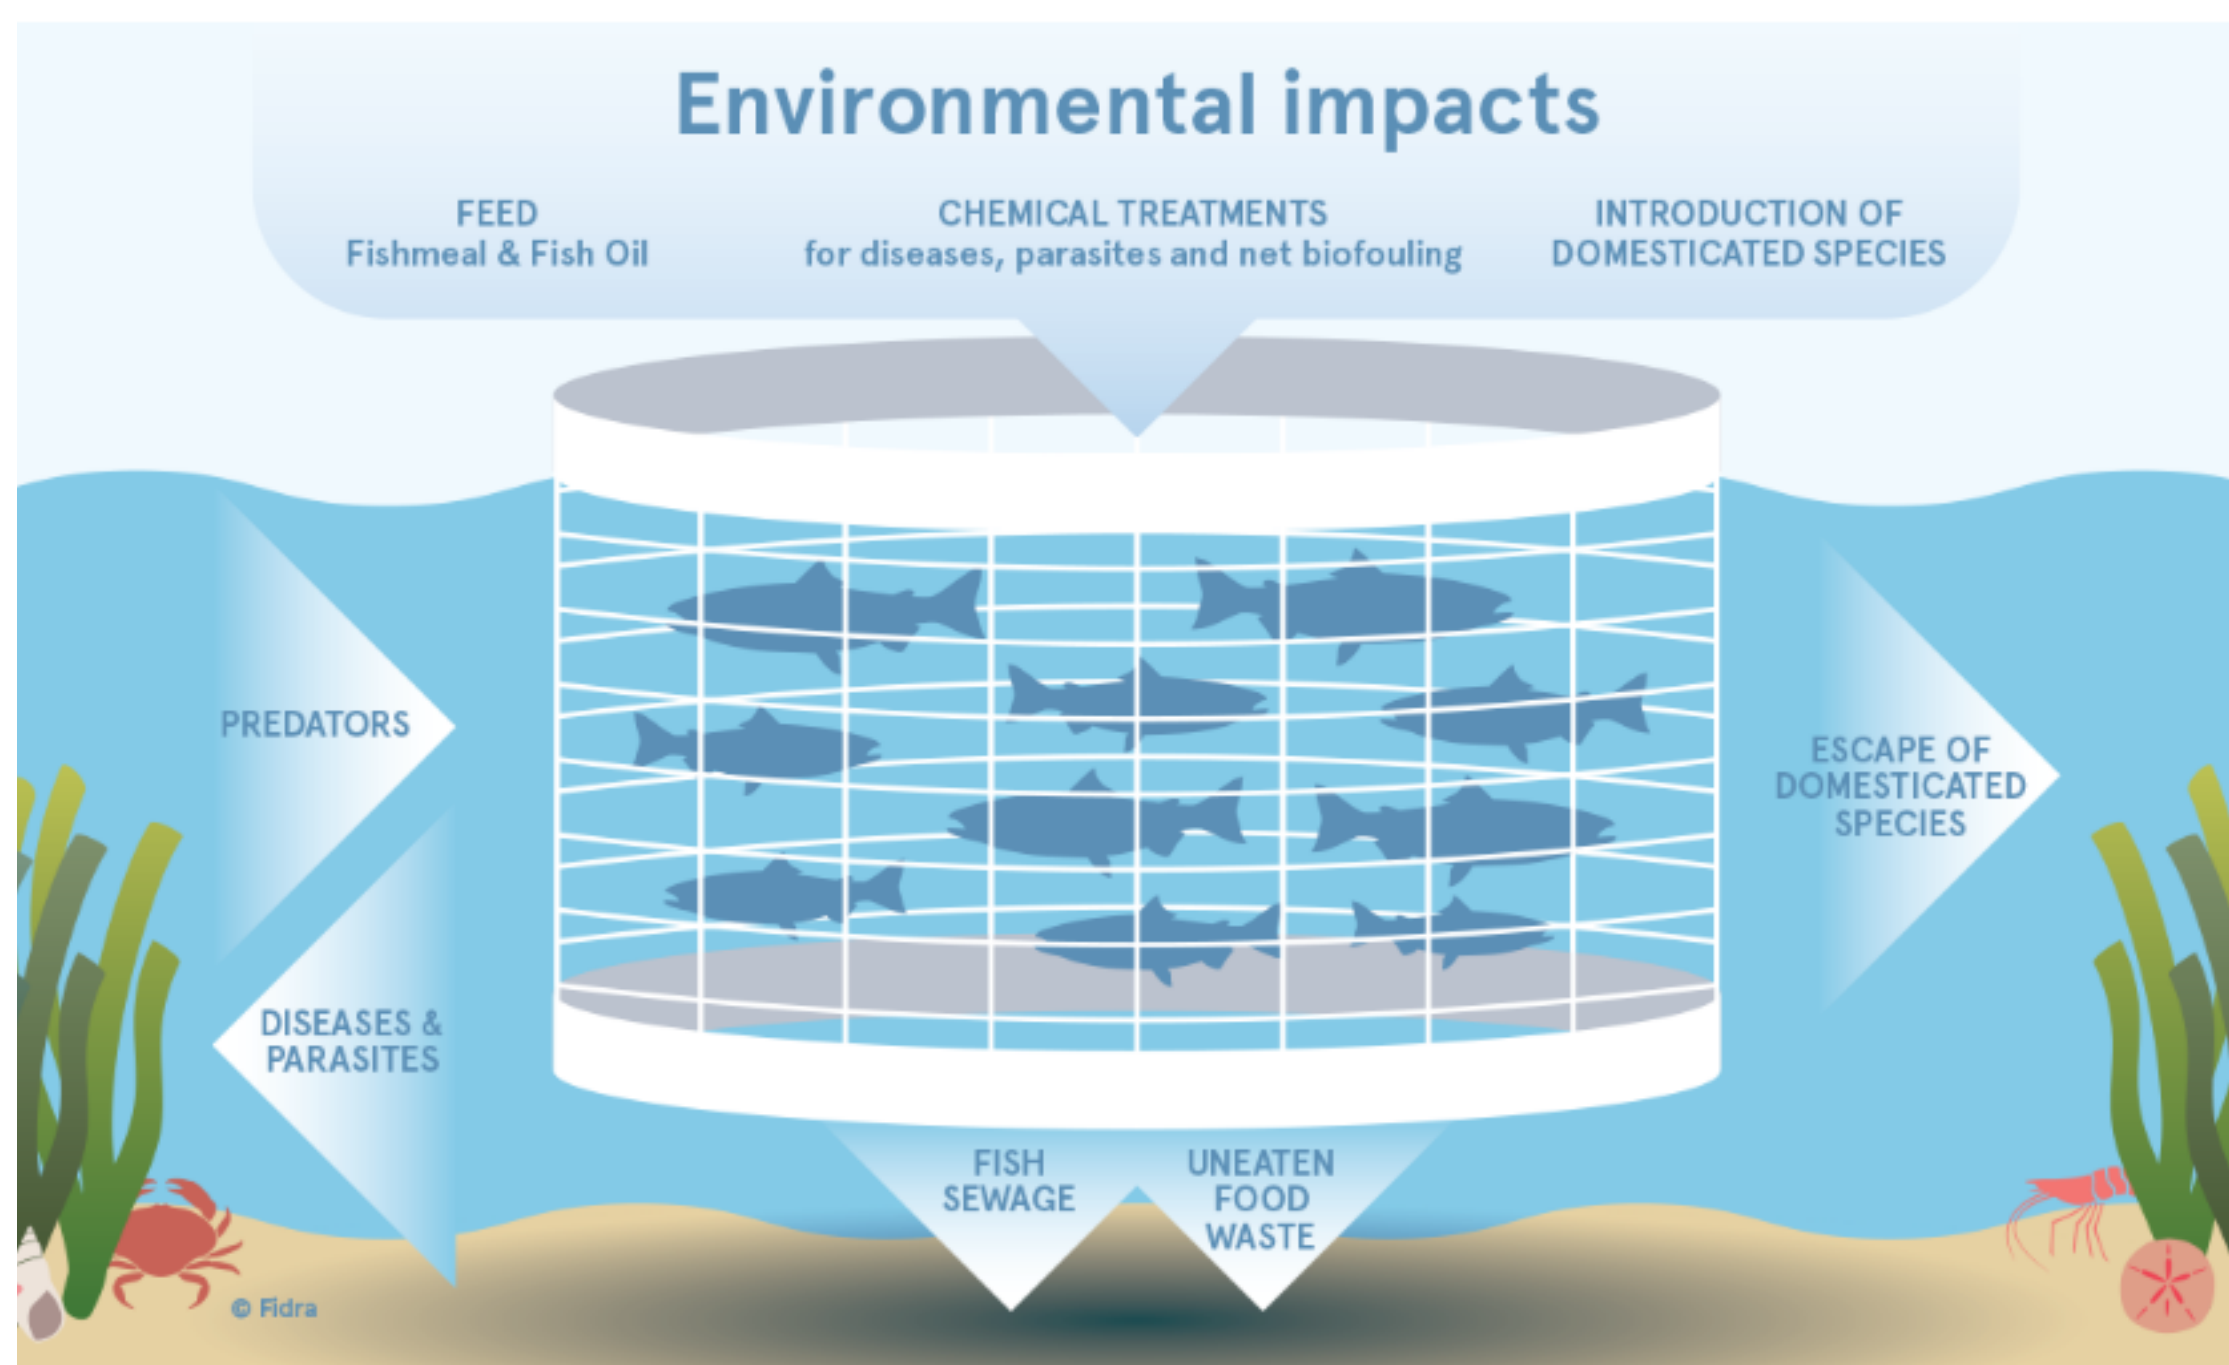 Environmental impacts
FEED
Fishmeal & Fish Oil
CHEMICAL TREATMENTS
for diseases, parasites and net biofouling
INTRODUCTION OF
DOMESTICATED SPECIES
PREDATORS
ESCAPE OF
DOMESTICATED
SPECIES
DISEASES &
PARASITES
FISH
SEWAGE
UNEATEN
FOOD
WASTE
© Fidra